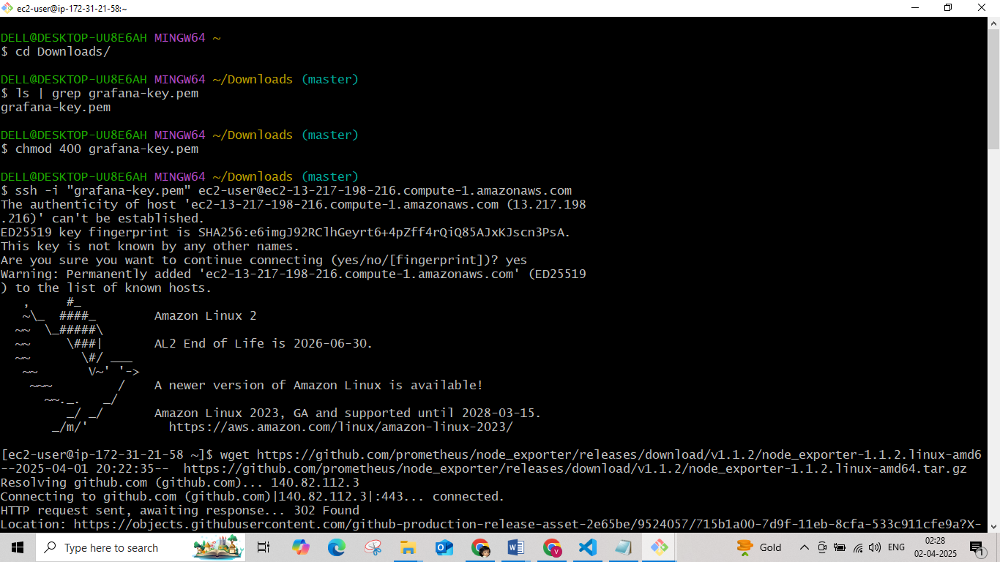 ec2-user@ip-172-31-21-58:~
DELL@DESKTOP-UU8E6AH MINGW64 ~
$ cd Downloads/
DELL@DESKTOP-UU8E6AH MINGW64 ~/Downloads (master)
$ ls | grep grafana-key.pem
grafana-key.pem
DELL@DESKTOP-UU8E6AH MINGW64 ~/Downloads (master)
$ chmod 400 grafana-key.pem
DELL@DESKTOP-UU8E6AH MINGW64 ~/Downloads (master)
$ ssh -i "grafana-key.pem" ec2-user@ec2-13-217-198-216.compute-1.amazonaws.com
The authenticity of host 'ec2-13-217-198-216.compute-1.amazonaws.com (13.217.198
.216)' can't be established.
ED25519 key fingerprint is SHA256:e6imgJ92RClhGeyrt6+4pZff4rQiQ85AJxKJscn3PsA.
This key is not known by any other names.
Are you sure you want to continue connecting (yes/no/[fingerprint])? yes
Warning: Permanently added 'ec2-13-217-198-216.compute-1.amazonaws.com' (ED25519
) to the list of known hosts.
   ,     #_
   ~\_  ####_        Amazon Linux 2
  ~~  \_#####\
  ~~     \###|       AL2 End of Life is 2026-06-30.
  ~~       \#/ ___
   ~~       V~' '->
    ~~~         /    A newer version of Amazon Linux is available!
      ~~._.   _/
         _/ _/       Amazon Linux 2023, GA and supported until 2028-03-15.
       _/m/'           https://aws.amazon.com/linux/amazon-linux-2023/
[ec2-user@ip-172-31-21-58 ~]$ wget https://github.com/prometheus/node_exporter/releases/download/v1.1.2/node_exporter-1.1.2.linux-amd6
--2025-04-01 20:22:35--  https://github.com/prometheus/node_exporter/releases/download/v1.1.2/node_exporter-1.1.2.linux-amd64.tar.gz
Resolving github.com (github.com)... 140.82.112.3
Connecting to github.com (github.com)|140.82.112.3|:443... connected.
HTTP request sent, awaiting response... 302 Found
Location: https://objects.githubusercontent.com/github-production-release-asset-2e65be/9524057/715b1a00-7d9f-11eb-8cfa-533c911cfe9a?X-
Type here to search
Gold
ENG
02:28
02-04-2025
1